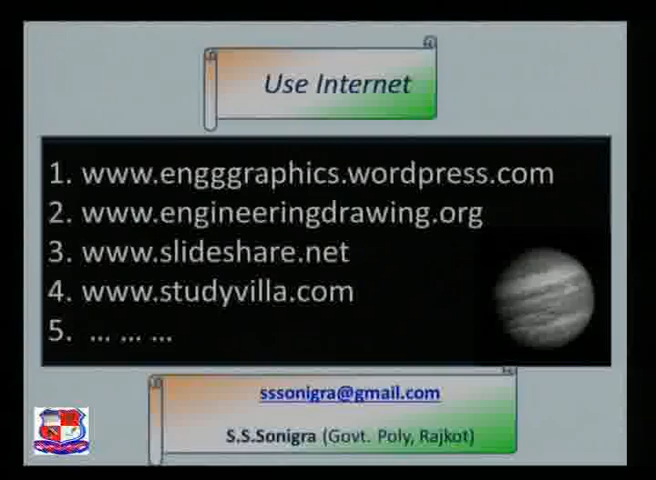 Use Internet
1. www.engggraphics.wordpress.com
2. www.engineeringdrawing.org
3. www.slideshare.net
4. www.studyvilla.com
5. ... ... ...
sssonigra@gmail.com
S.S.Sonigra (Govt. Poly, Rajkot)